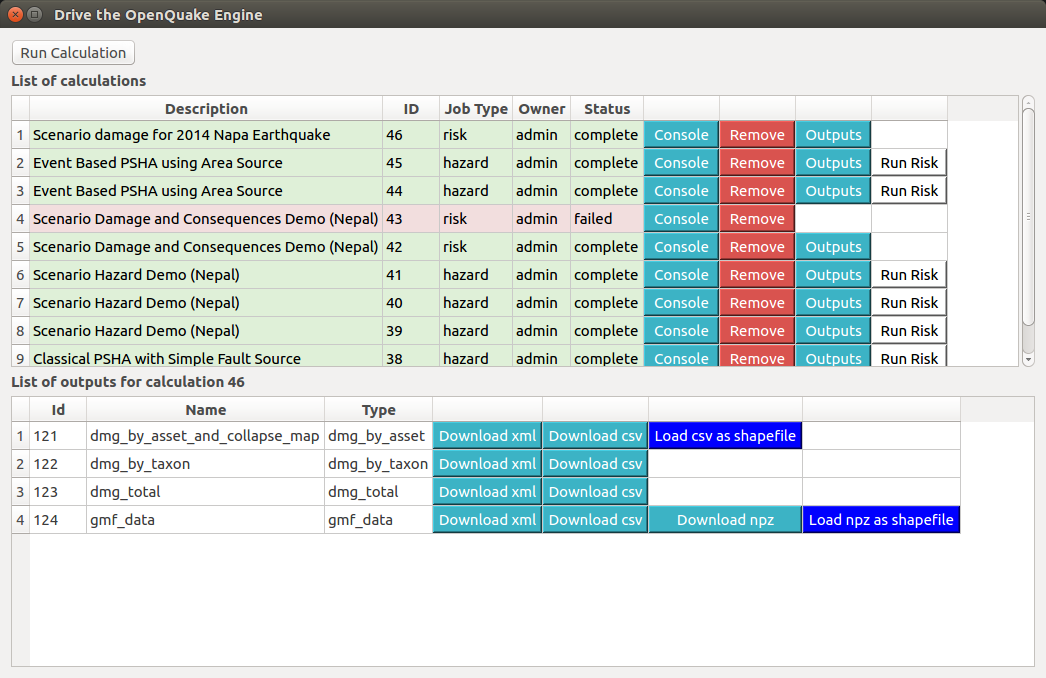 Drive the OpenQuake Engine
Run Calculation
List of calculations
Description ID Job Type Owner Status
1 Scenario damage for 2014 Napa Earthquake 46 risk admin complete Console Remove Outputs
2 Event Based PSHA using Area Source 45 hazard admin complete Console Remove Outputs Run Risk
3 Event Based PSHA using Area Source 44 hazard admin complete Console Remove Outputs Run Risk
4 Scenario Damage and Consequences Demo (Nepal) 43 risk admin failed Console Remove
5 Scenario Damage and Consequences Demo (Nepal) 42 risk admin complete Console Remove Outputs
6 Scenario Hazard Demo (Nepal) 41 hazard admin complete Console Remove Outputs Run Risk
7 Scenario Hazard Demo (Nepal) 40 hazard admin complete Console Remove Outputs Run Risk
8 Scenario Hazard Demo (Nepal) 39 hazard admin complete Console Remove Outputs Run Risk
9 Classical PSHA with Simple Fault Source 38 hazard admin complete Console Remove Outputs Run Risk
List of outputs for calculation 46
Id Name Type
1 121 dmg_by_asset_and_collapse_map dmg_by_asset Download xml Download csv Load csv as shapefile
2 122 dmg_by_taxon dmg_by_taxon Download xml Download csv
3 123 dmg_total dmg_total Download xml Download csv
4 124 gmf_data gmf_data Download xml Download csv Download npz Load npz as shapefile